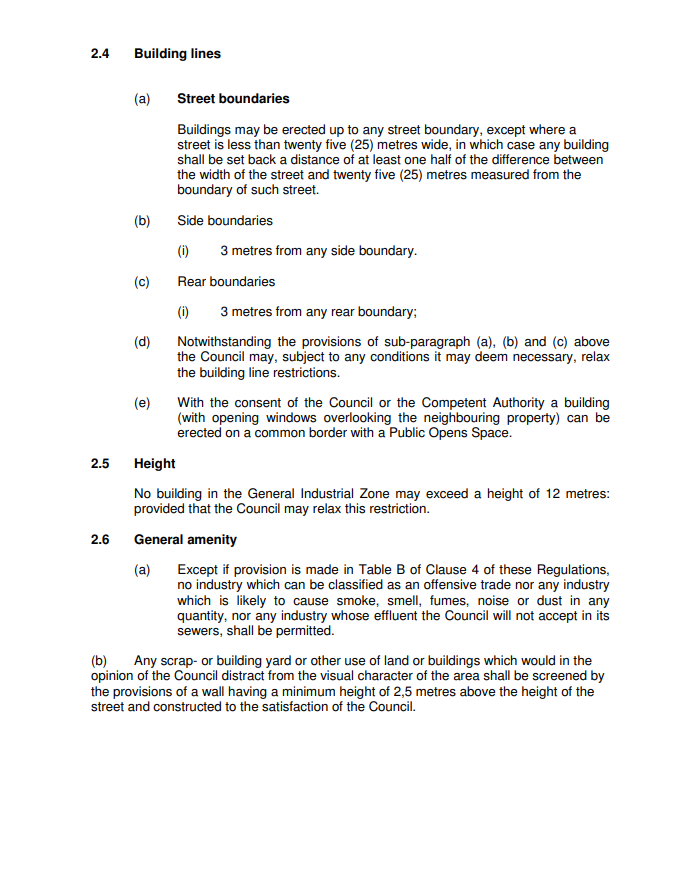 2.4 Building lines
(a) Street boundaries
Buildings may be erected up to any street boundary, except where a
street is less than twenty five (25) metres wide, in which case any building
shall be set back a distance of at least one half of the difference between
the width of the street and twenty five (25) metres measured from the
boundary of such street.
(b) Side boundaries
(i) 3 metres from any side boundary.
(c) Rear boundaries
(i) 3 metres from any rear boundary;
(d) Notwithstanding the provisions of sub-paragraph (a), (b) and (c) above
the Council may, subject to any conditions it may deem necessary, relax
the building line restrictions.
(e) With the consent of the Council or the Competent Authority a building
(with opening windows overlooking the neighbouring property) can be
erected on a common border with a Public Opens Space.
2.5 Height
No building in the General Industrial Zone may exceed a height of 12 metres:
provided that the Council may relax this restriction.
2.6 General amenity
(a) Except if provision is made in Table B of Clause 4 of these Regulations,
no industry which can be classified as an offensive trade nor any industry
which is likely to cause smoke, smell, fumes, noise or dust in any
quantity, nor any industry whose effluent the Council will not accept in its
sewers, shall be permitted.
(b) Any scrap- or building yard or other use of land or buildings which would in the
opinion of the Council distract from the visual character of the area shall be screened by
the provisions of a wall having a minimum height of 2,5 metres above the height of the
street and constructed to the satisfaction of the Council.